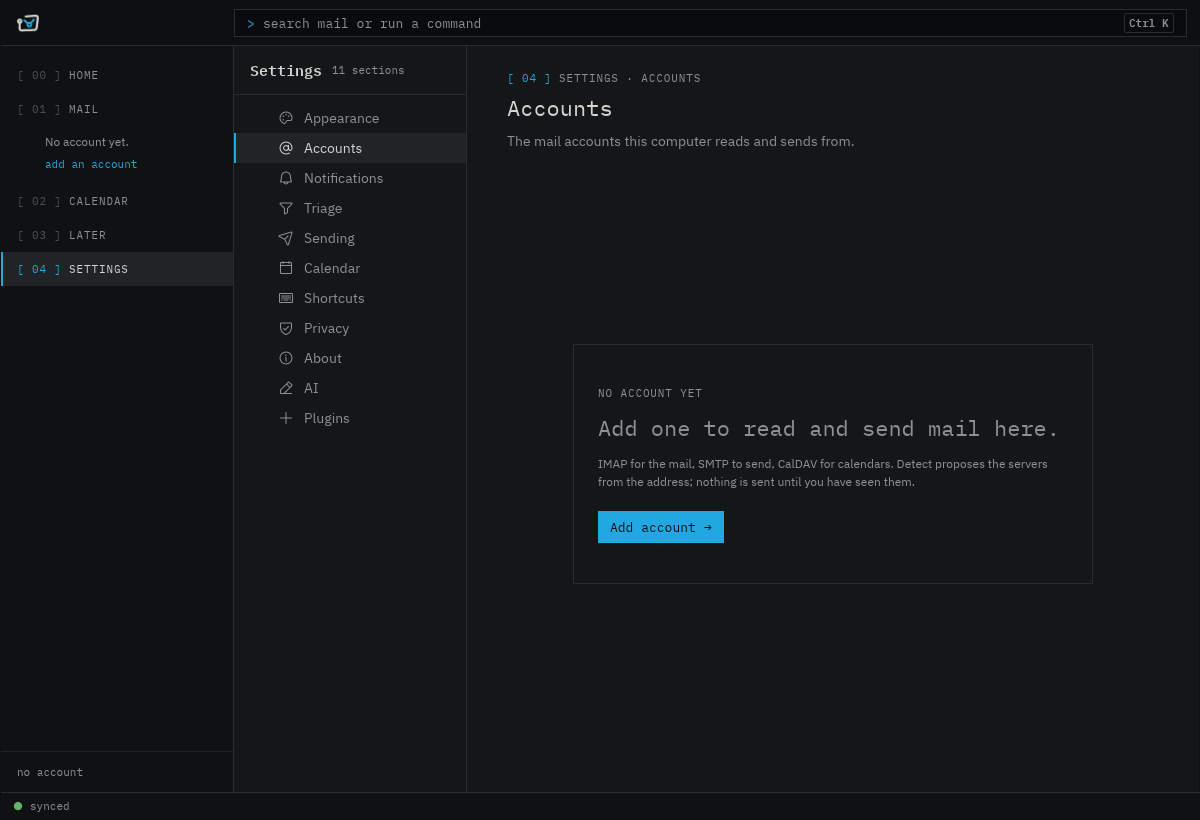 > search mail or run a command Ctrl K
[ 00 ] HOME
[ 01 ] MAIL
No account yet.
add an account
[ 02 ] CALENDAR
[ 03 ] LATER
[ 04 ] SETTINGS
no account
Settings 11 sections
Appearance
Accounts
Notifications
Triage
Sending
Calendar
Shortcuts
Privacy
About
AI
Plugins
[ 04 ] SETTINGS · ACCOUNTS
Accounts
The mail accounts this computer reads and sends from.
NO ACCOUNT YET
Add one to read and send mail here.
IMAP for the mail, SMTP to send, CalDAV for calendars. Detect proposes the servers
from the address; nothing is sent until you have seen them.
Add account →
synced